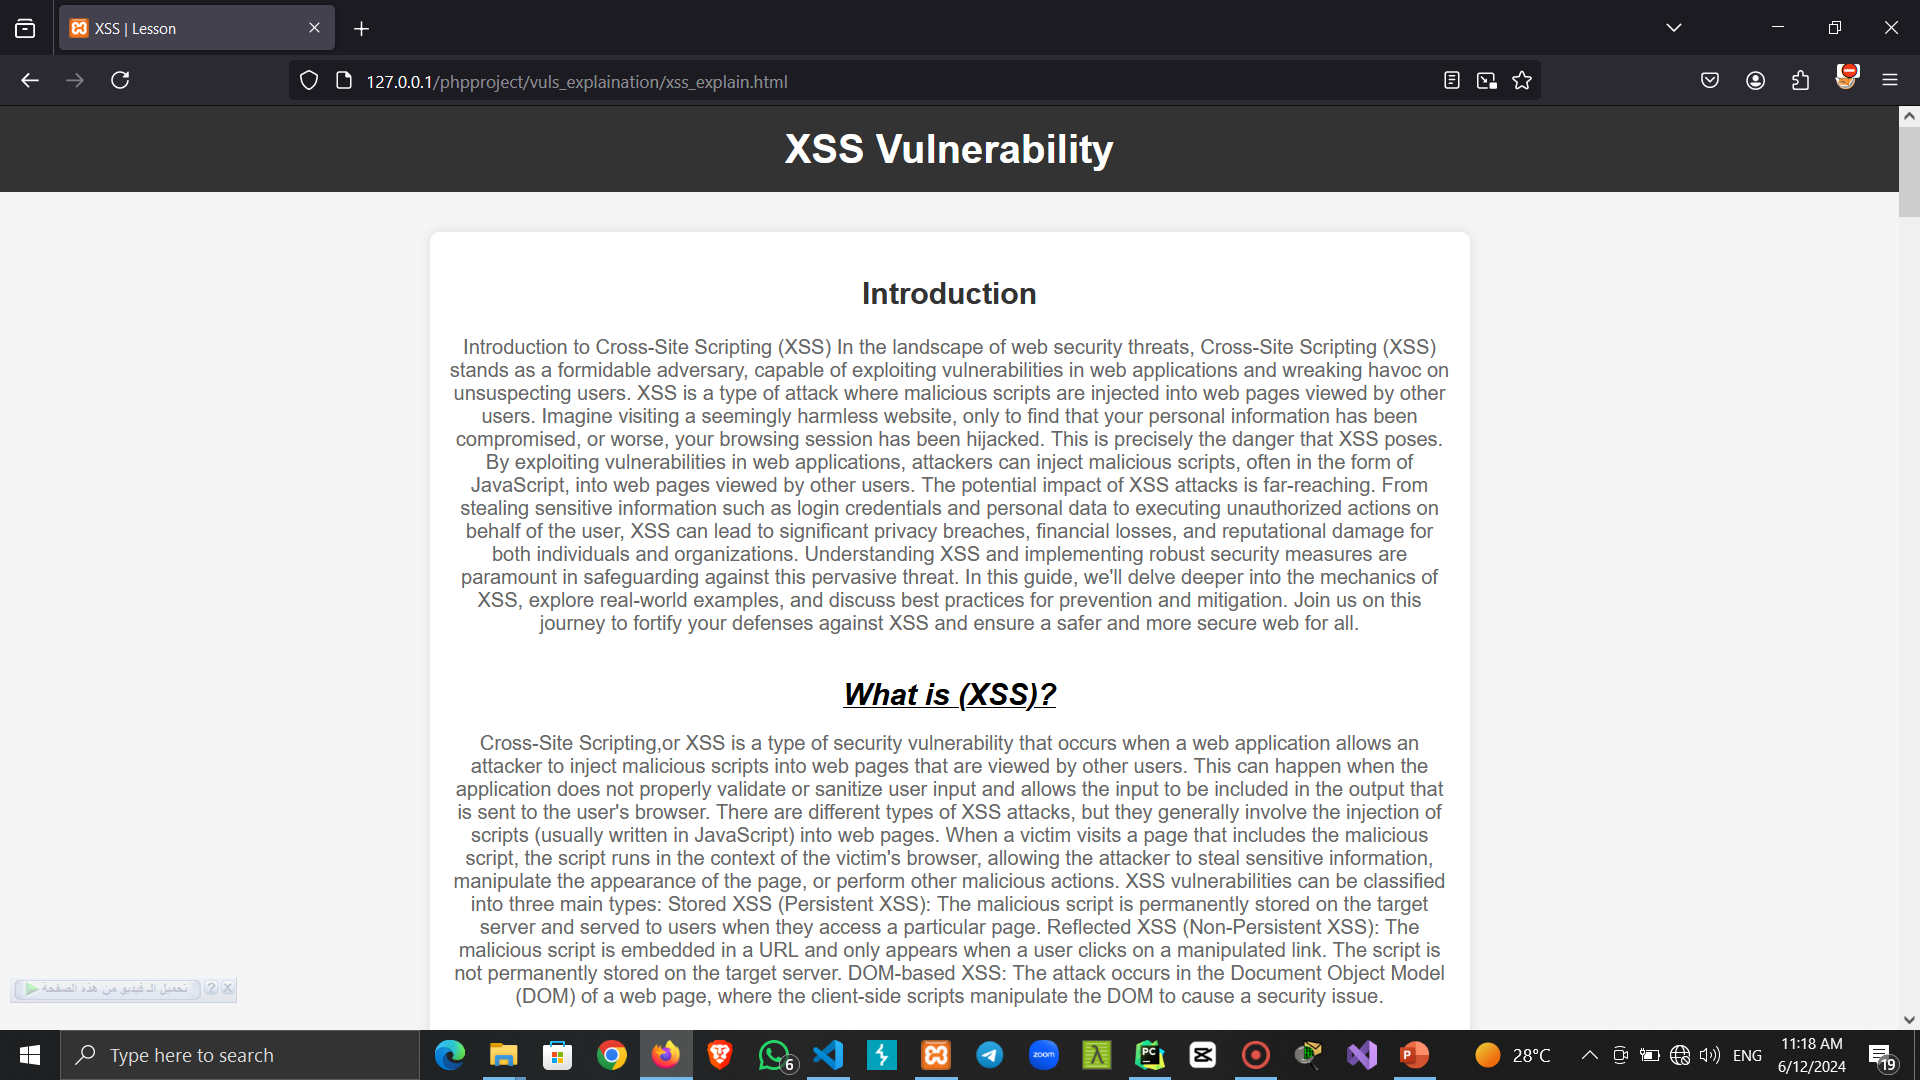 XSS | Lesson
127.0.0.1/phpproject/vuls_explaination/xss_explain.html
XSS Vulnerability
Introduction
Introduction to Cross-Site Scripting (XSS) In the landscape of web security threats, Cross-Site Scripting (XSS)
stands as a formidable adversary, capable of exploiting vulnerabilities in web applications and wreaking havoc on
unsuspecting users. XSS is a type of attack where malicious scripts are injected into web pages viewed by other
users. Imagine visiting a seemingly harmless website, only to find that your personal information has been
compromised, or worse, your browsing session has been hijacked. This is precisely the danger that XSS poses.
By exploiting vulnerabilities in web applications, attackers can inject malicious scripts, often in the form of
JavaScript, into web pages viewed by other users. The potential impact of XSS attacks is far-reaching. From
stealing sensitive information such as login credentials and personal data to executing unauthorized actions on
behalf of the user, XSS can lead to significant privacy breaches, financial losses, and reputational damage for
both individuals and organizations. Understanding XSS and implementing robust security measures are
paramount in safeguarding against this pervasive threat. In this guide, we'll delve deeper into the mechanics of
XSS, explore real-world examples, and discuss best practices for prevention and mitigation. Join us on this
journey to fortify your defenses against XSS and ensure a safer and more secure web for all.
What is (XSS)?
Cross-Site Scripting,or XSS is a type of security vulnerability that occurs when a web application allows an
attacker to inject malicious scripts into web pages that are viewed by other users. This can happen when the
application does not properly validate or sanitize user input and allows the input to be included in the output that
is sent to the user's browser. There are different types of XSS attacks, but they generally involve the injection of
scripts (usually written in JavaScript) into web pages. When a victim visits a page that includes the malicious
script, the script runs in the context of the victim's browser, allowing the attacker to steal sensitive information,
manipulate the appearance of the page, or perform other malicious actions. XSS vulnerabilities can be classified
into three main types: Stored XSS (Persistent XSS): The malicious script is permanently stored on the target
server and served to users when they access a particular page. Reflected XSS (Non-Persistent XSS): The
malicious script is embedded in a URL and only appears when a user clicks on a manipulated link. The script is
not permanently stored on the target server. DOM-based XSS: The attack occurs in the Document Object Model
(DOM) of a web page, where the client-side scripts manipulate the DOM to cause a security issue.
تحميل الـ فيديو من هذه الصفحة ? X
Type here to search
6
zoom
PC
P
28°C
ENG
11:18 AM
6/12/2024
19